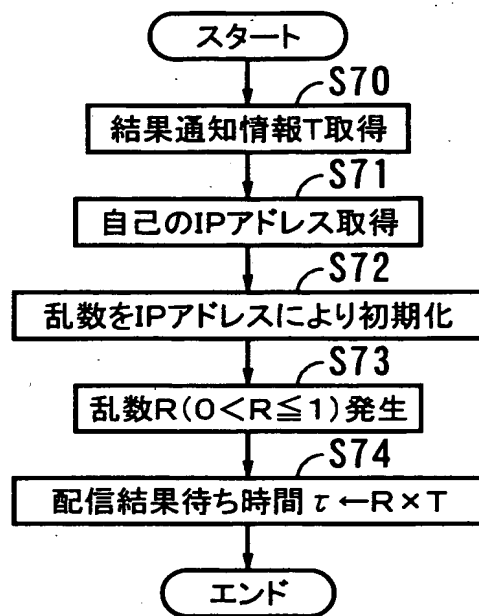 スタート
S70
結果通知情報T取得
S71
自己のIPアドレス取得
S72
乱数をIPアドレスにより初期化
S73
乱数R(0<R≦1)発生
S74
配信結果待ち時間τ←R×T
エンド